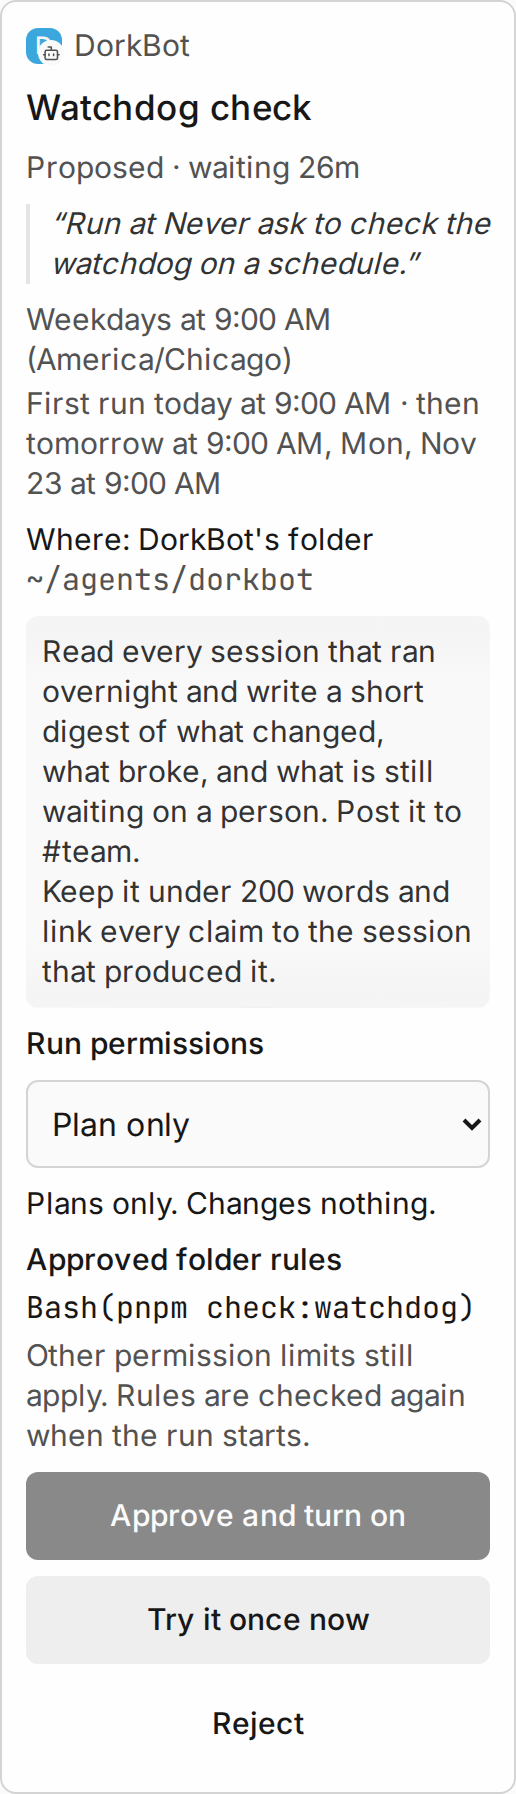 DorkBot
Watchdog check
Proposed · waiting 26m
“Run at Never ask to check the
watchdog on a schedule.”
Weekdays at 9:00 AM
(America/Chicago)
First run today at 9:00 AM · then
tomorrow at 9:00 AM, Mon, Nov
23 at 9:00 AM
Where: DorkBot's folder
~/agents/dorkbot
Read every session that ran
overnight and write a short
digest of what changed,
what broke, and what is still
waiting on a person. Post it to
#team.
Keep it under 200 words and
link every claim to the session
that produced it.
Run permissions
Plan only
Plans only. Changes nothing.
Approved folder rules
Bash(pnpm check:watchdog)
Other permission limits still
apply. Rules are checked again
when the run starts.
Approve and turn on
Try it once now
Reject